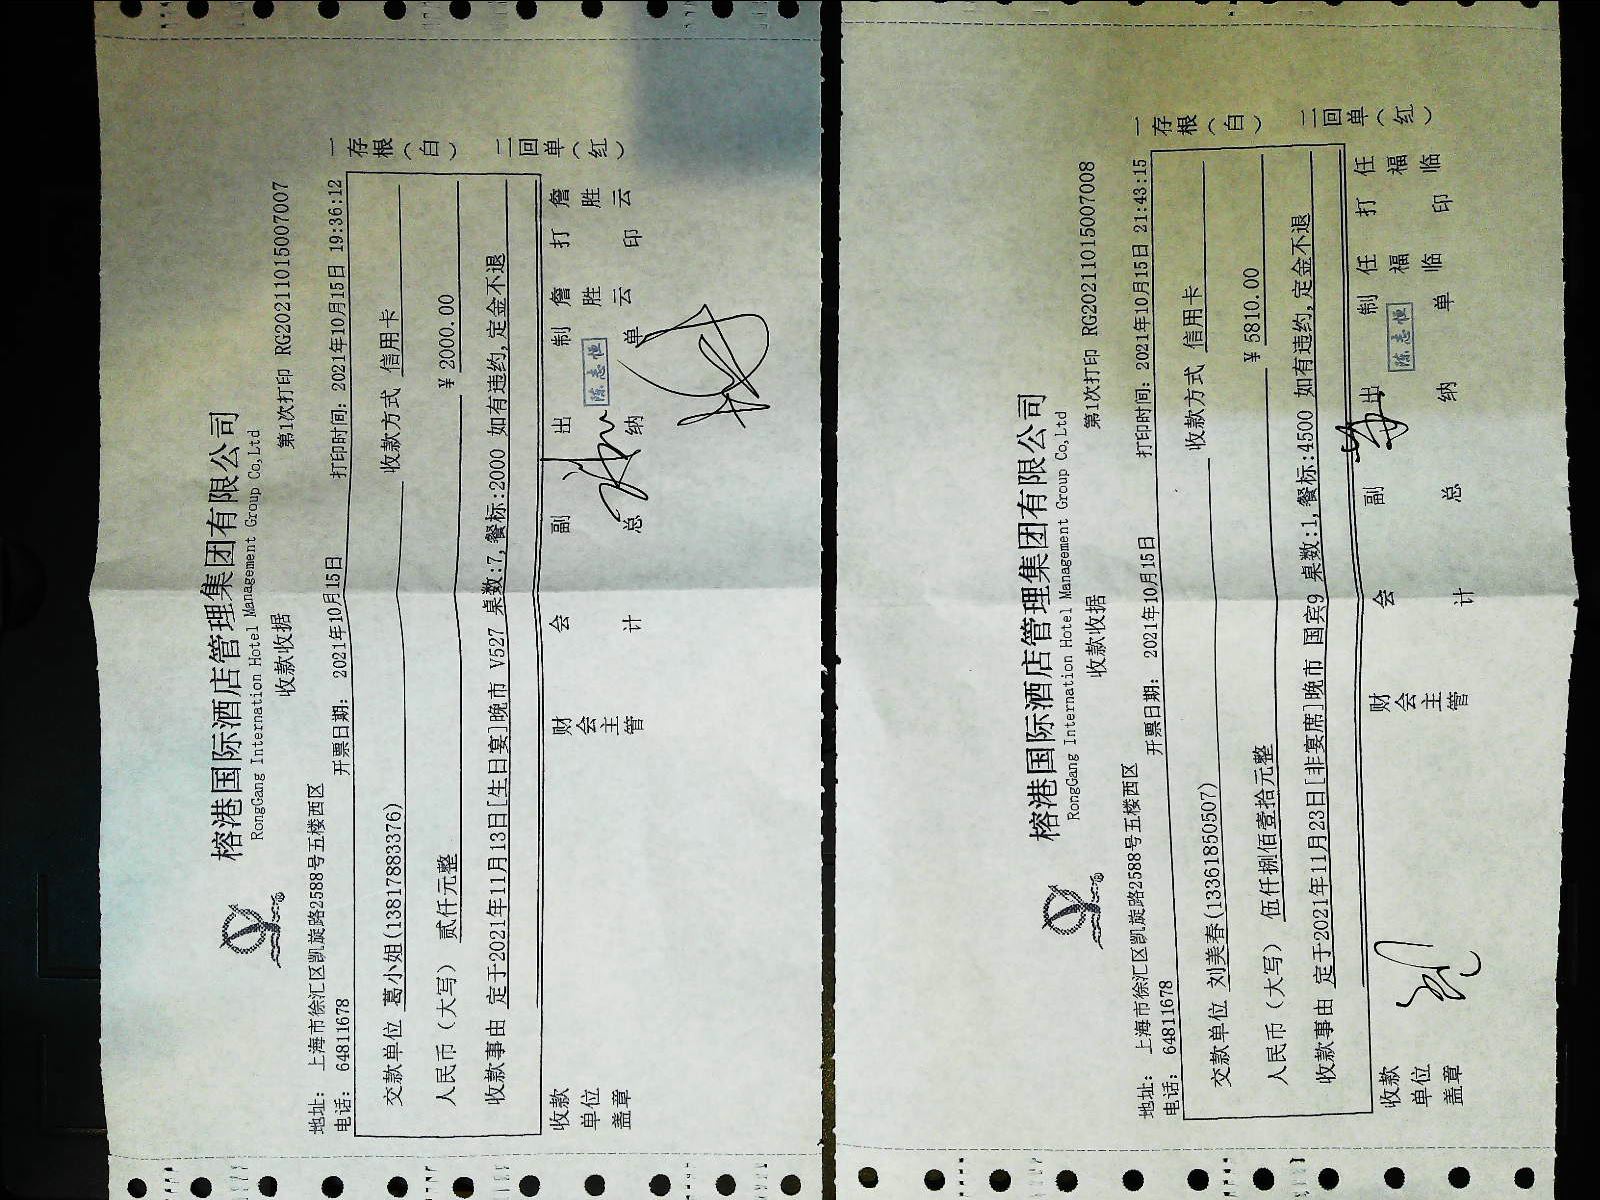 榕港国际酒店管理集团有限公司
RongGang Internation Hotel Management Group Co,Ltd
收款收据
第1次打印 RG20211015007007
地址: 上海市徐汇区凯旋路2588号五楼西区
电话: 64811678
开票日期: 2021年10月15日
打印时间: 2021年10月15日 19:36:12
交款单位 葛小姐(13817883376) 收款方式 信用卡
人民币(大写) 贰仟元整 ¥ 2000.00
收款事由 定于2021年11月13日[生日宴]晚市 V527 桌数:7,餐标:2000 如有违约,定金不退
收款单位盖章 财会主管 会计 副总 出纳 陈志恒 制单 詹胜云 打印 詹胜云
一存根(白) 二回单(红)
榕港国际酒店管理集团有限公司
RongGang Internation Hotel Management Group Co,Ltd
收款收据
第1次打印 RG20211015007008
地址: 上海市徐汇区凯旋路2588号五楼西区
电话: 64811678
开票日期: 2021年10月15日
打印时间: 2021年10月15日 21:43:15
交款单位 刘美春(13361850507) 收款方式 信用卡
人民币(大写) 伍仟捌佰壹拾元整 ¥ 5810.00
收款事由 定于2021年11月23日[非宴席]晚市 国宾9 桌数:1,餐标:4500 如有违约,定金不退
收款单位盖章 财会主管 会计 副总 出纳 陈志恒 制单 任福临 打印 任福临
一存根(白) 二回单(红)